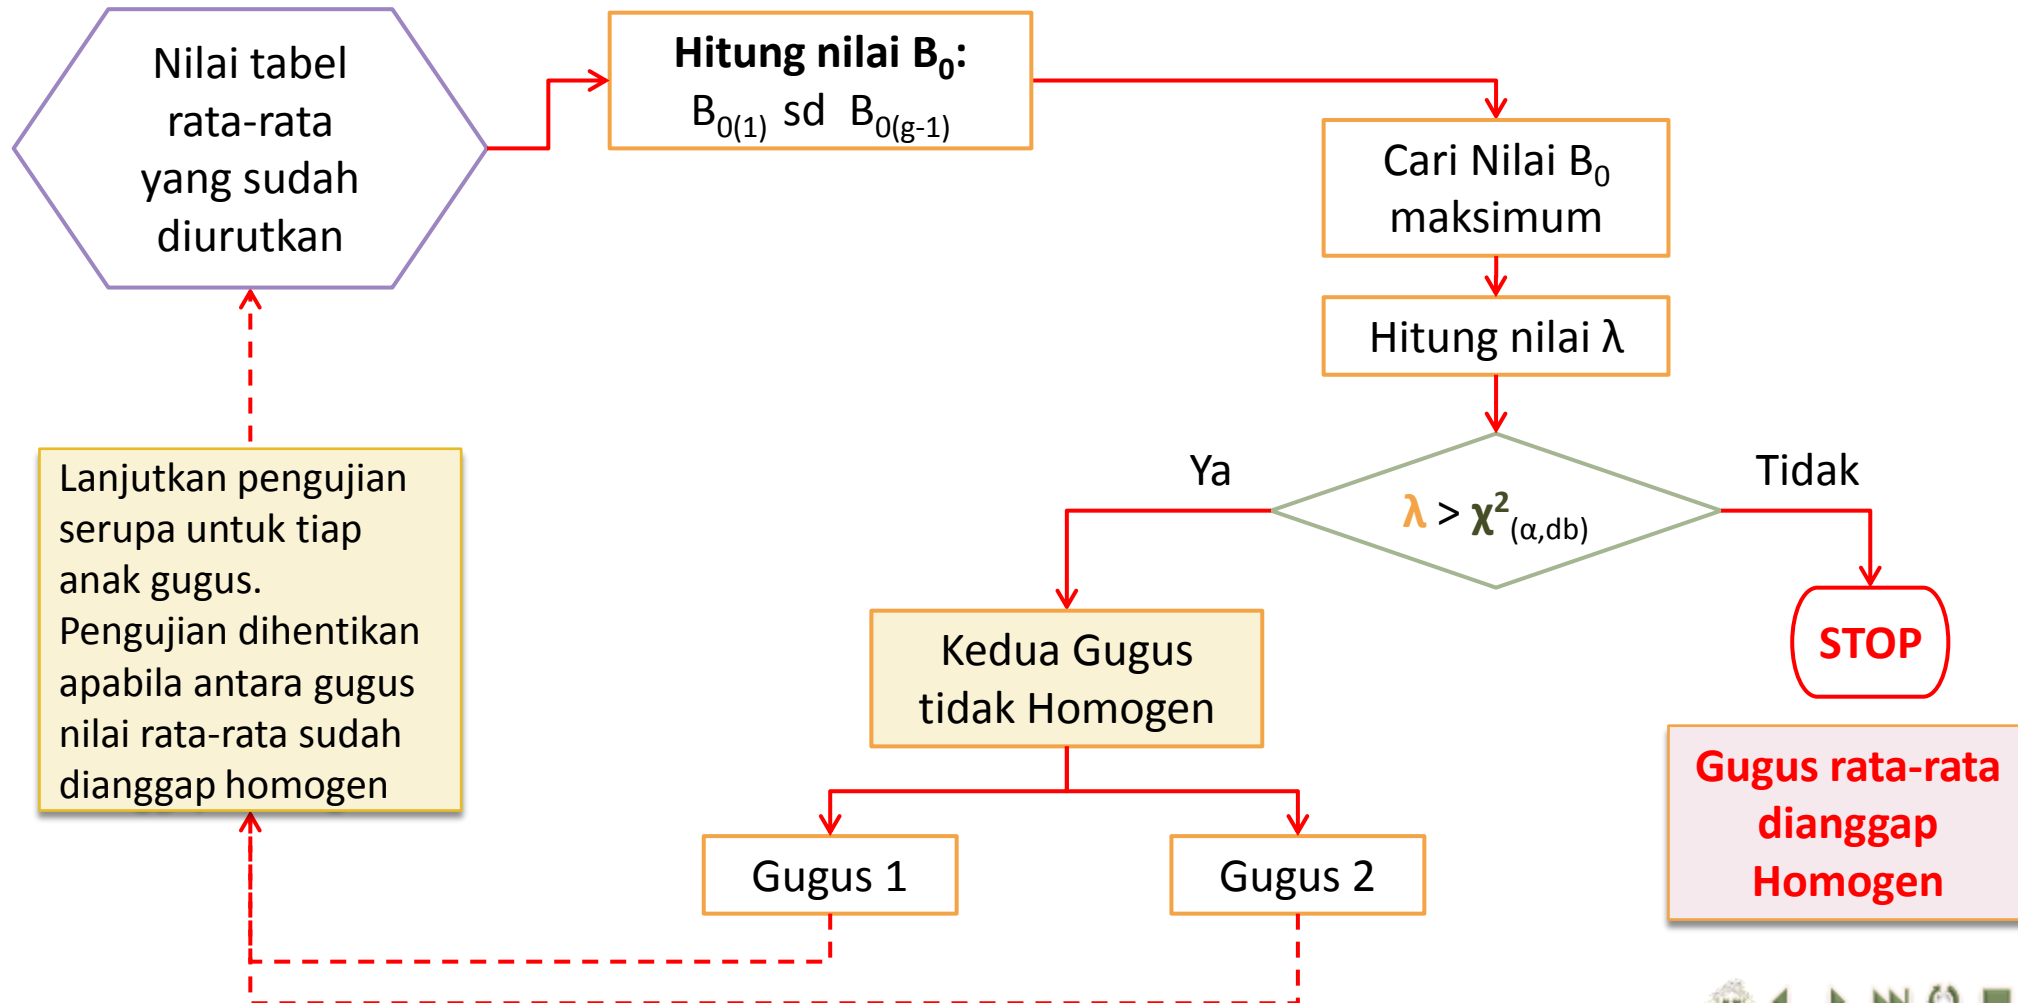 Nilai tabel
rata-rata
yang sudah
diurutkan
Hitung nilai B₀:
B₀₍₁₎ sd B₀₍g₋₁₎
Cari Nilai B₀
maksimum
Hitung nilai λ
Ya
λ > χ²(α,db)
Tidak
STOP
Gugus rata-rata
dianggap
Homogen
Kedua Gugus
tidak Homogen
Gugus 1
Gugus 2
Lanjutkan pengujian
serupa untuk tiap
anak gugus.
Pengujian dihentikan
apabila antara gugus
nilai rata-rata sudah
dianggap homogen